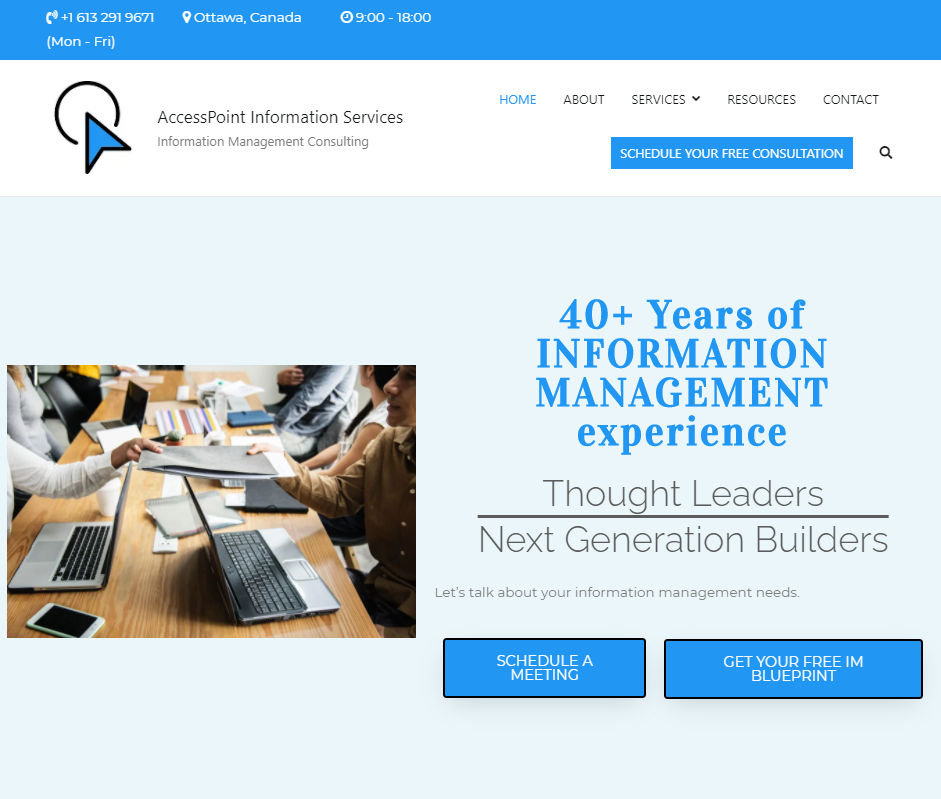 +1 613 291 9671 Ottawa, Canada 9:00 - 18:00
(Mon - Fri)
AccessPoint Information Services
Information Management Consulting
HOME ABOUT SERVICES RESOURCES CONTACT
SCHEDULE YOUR FREE CONSULTATION
40+ Years of
INFORMATION
MANAGEMENT
experience
Thought Leaders
Next Generation Builders
Let’s talk about your information management needs.
SCHEDULE A
MEETING
GET YOUR FREE IM
BLUEPRINT